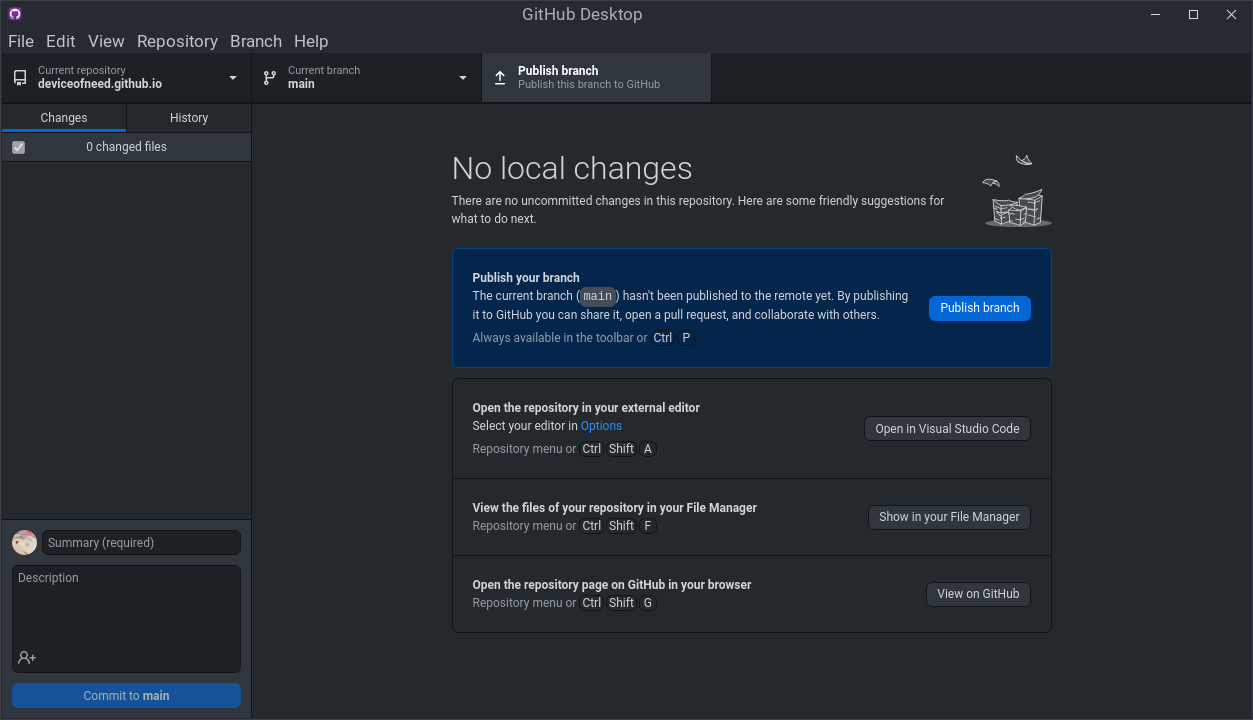 GitHub Desktop
File Edit View Repository Branch Help
Current repository
deviceofneed.github.io
Current branch
main
Publish branch
Publish this branch to GitHub
Changes
History
0 changed files
No local changes
There are no uncommitted changes in this repository. Here are some friendly suggestions for
what to do next.
Publish your branch
The current branch (main) hasn't been published to the remote yet. By publishing
it to GitHub you can share it, open a pull request, and collaborate with others.
Always available in the toolbar or Ctrl P
Publish branch
Open the repository in your external editor
Select your editor in Options
Repository menu or Ctrl Shift A
Open in Visual Studio Code
View the files of your repository in your File Manager
Repository menu or Ctrl Shift F
Show in your File Manager
Open the repository page on GitHub in your browser
Repository menu or Ctrl Shift G
View on GitHub
Summary (required)
Description
Commit to main